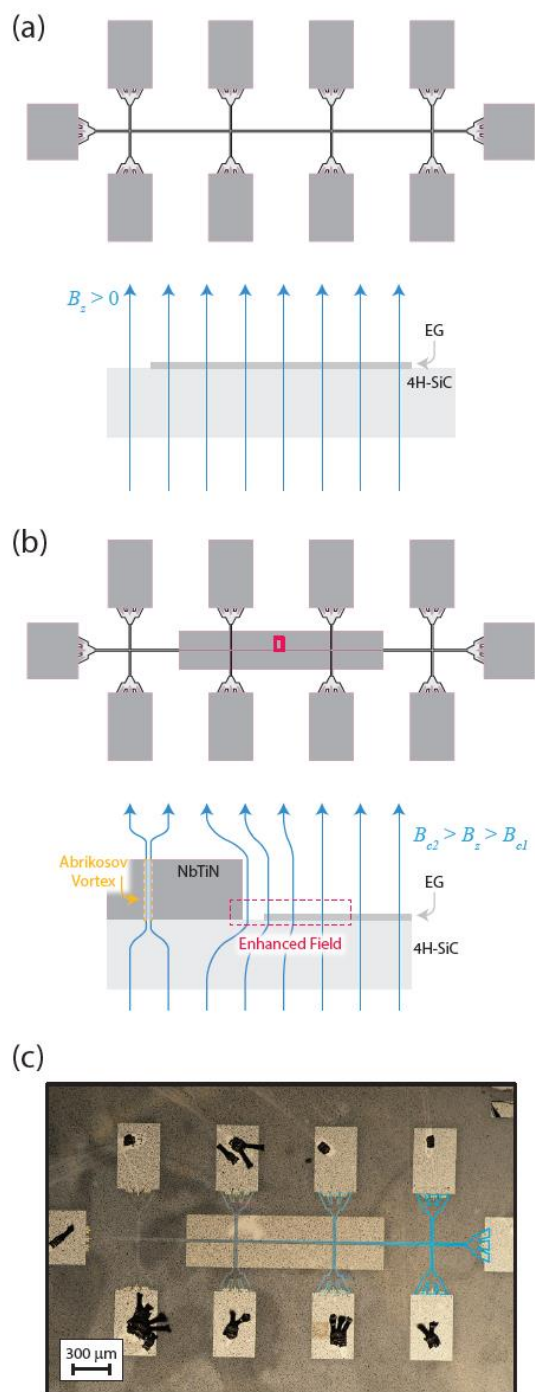 (a)
B_z > 0
EG
4H-SiC
(b)
B_c2 > B_z > B_c1
Abrikosov
Vortex
NbTiN
EG
Enhanced Field
4H-SiC
(c)
300 μm